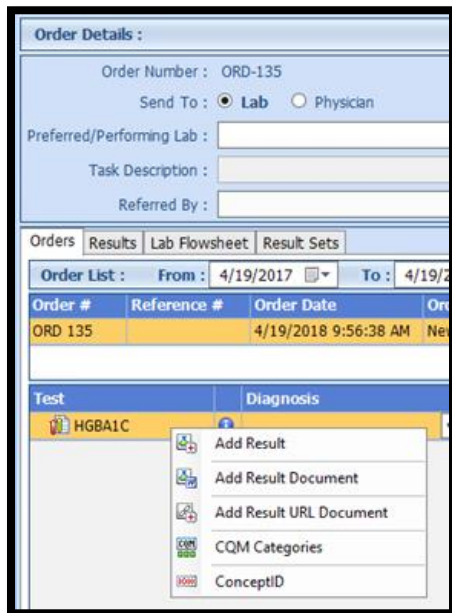 Order Details :
Order Number : ORD-135
Send To : Lab Physician
Preferred/Performing Lab :
Task Description :
Referred By :
Orders Results Lab Flowsheet Result Sets
Order List : From : 4/19/2017 To : 4/19/2
Order # Reference # Order Date Ord
ORD 135 4/19/2018 9:56:38 AM Nev
Test Diagnosis
HGBA1C
Add Result
Add Result Document
Add Result URL Document
CQM Categories
ConceptID